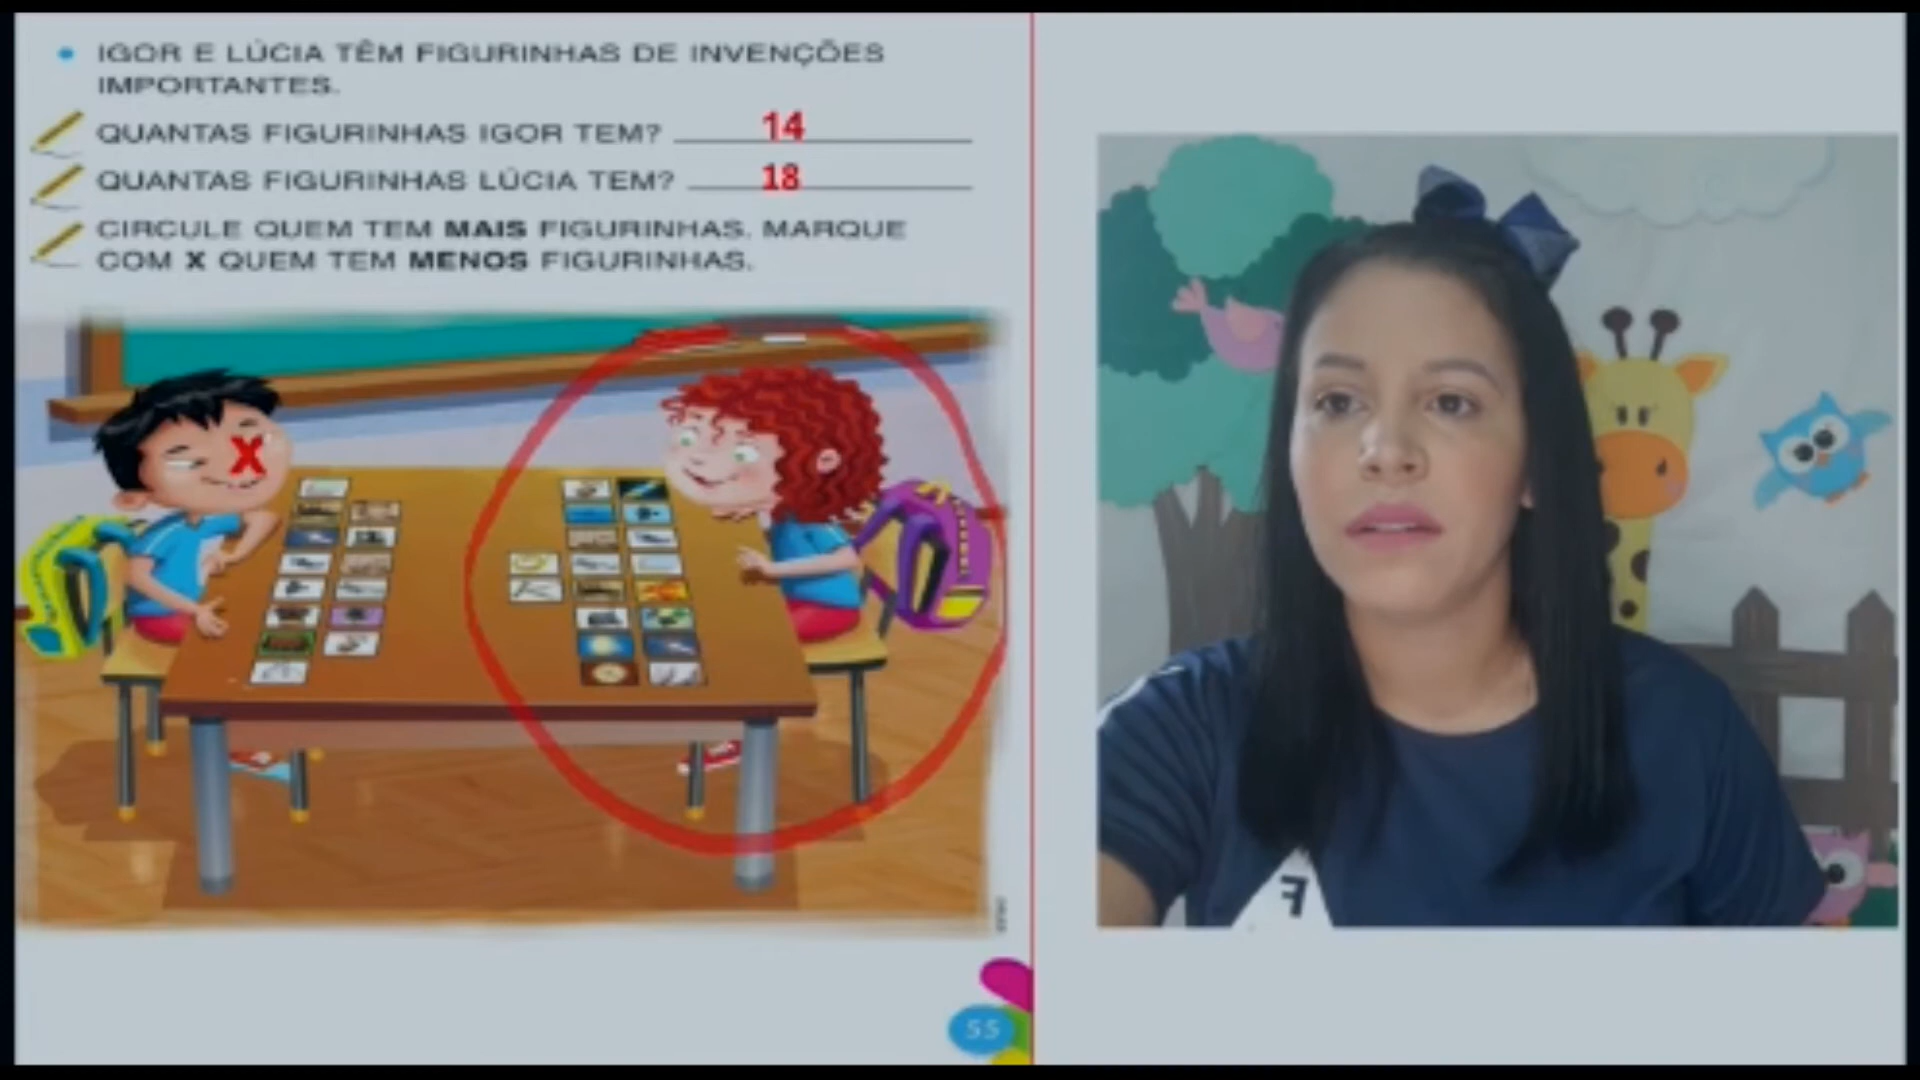 IGOR E LÚCIA TÊM FIGURINHAS DE INVENÇÕES
IMPORTANTES.
QUANTAS FIGURINHAS IGOR TEM? 14
QUANTAS FIGURINHAS LÚCIA TEM? 18
CIRCULE QUEM TEM MAIS FIGURINHAS. MARQUE
COM X QUEM TEM MENOS FIGURINHAS.
X
55
F